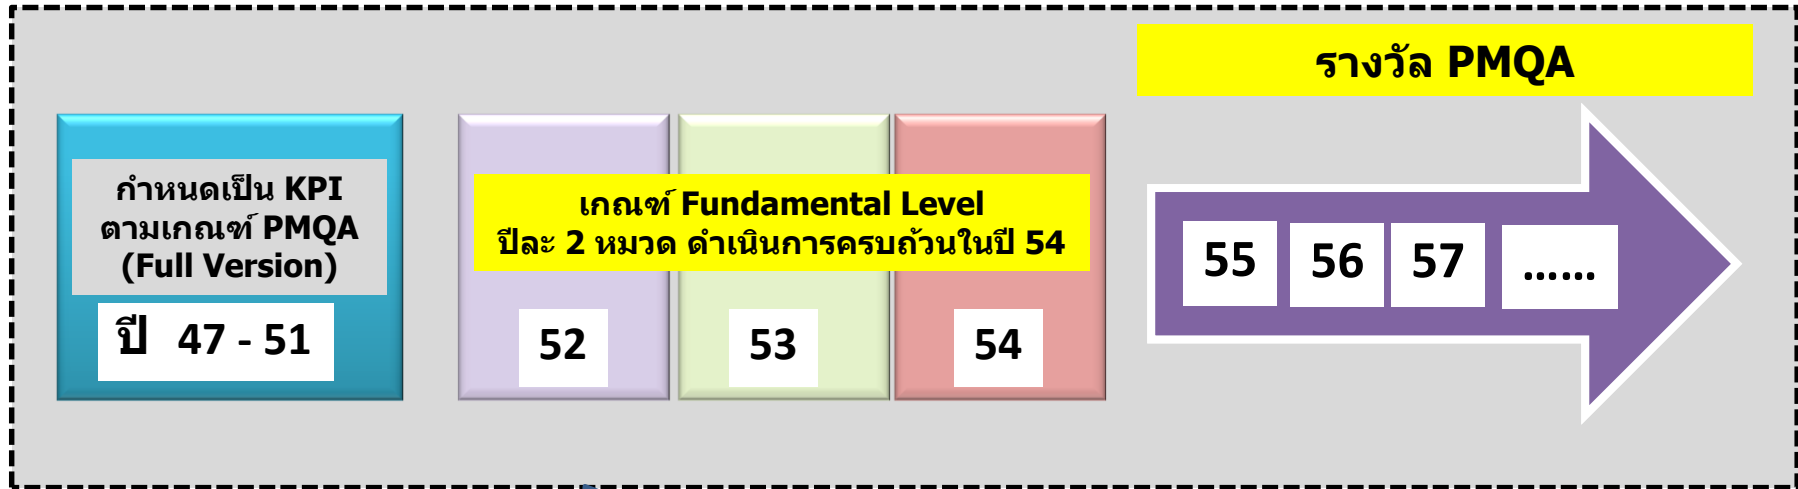 รางวัล PMQA
กำหนดเป็น KPI
ตามเกณฑ์ PMQA
(Full Version)
ปี 47 - 51
เกณฑ์ Fundamental Level
ปีละ 2 หมวด ดำเนินการครบถ้วนในปี 54
52
53
54
55
56
57
......